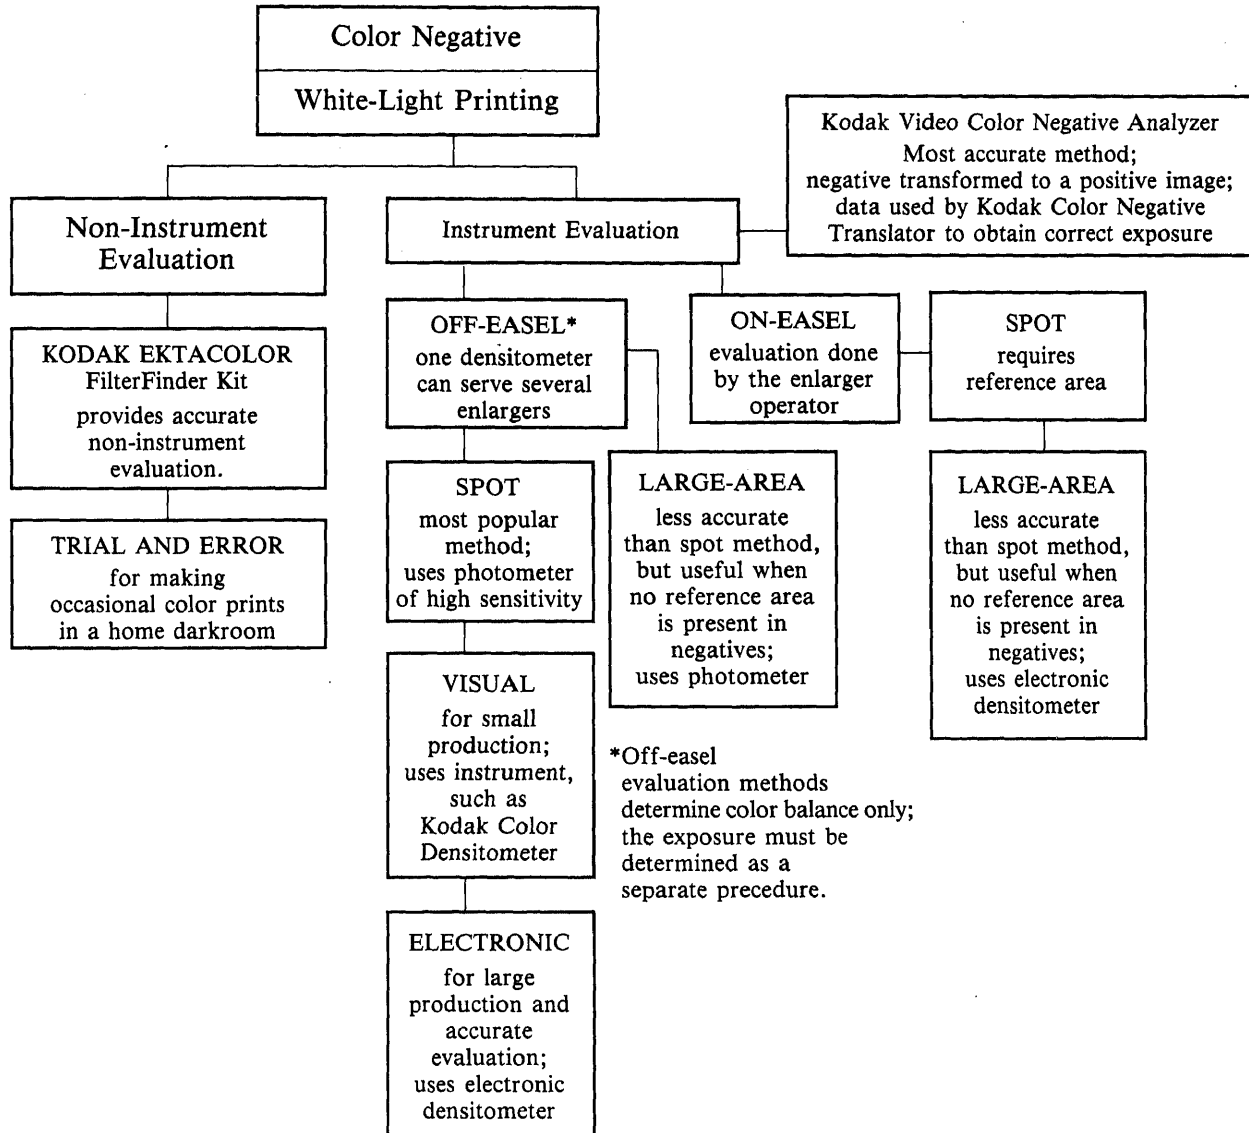 Color Negative
White-Light Printing
Kodak Video Color Negative Analyzer
Most accurate method;
negative transformed to a positive image;
data used by Kodak Color Negative
Translator to obtain correct exposure
Non-Instrument
Evaluation
Instrument Evaluation
KODAK EKTACOLOR
FilterFinder Kit
provides accurate
non-instrument
evaluation.
TRIAL AND ERROR
for making
occasional color prints
in a home darkroom
OFF-EASEL*
one densitometer
can serve several
enlargers
ON-EASEL
evaluation done
by the enlarger
operator
SPOT
requires
reference area
SPOT
most popular
method;
uses photometer
of high sensitivity
LARGE-AREA
less accurate
than spot method,
but useful when
no reference area
is present in
negatives;
uses photometer
LARGE-AREA
less accurate
than spot method,
but useful when
no reference area
is present in
negatives;
uses electronic
densitometer
VISUAL
for small
production;
uses instrument,
such as
Kodak Color
Densitometer
*Off-easel
evaluation methods
determine color balance only;
the exposure must be
determined as a
separate precedure.
ELECTRONIC
for large
production and
accurate
evaluation;
uses electronic
densitometer